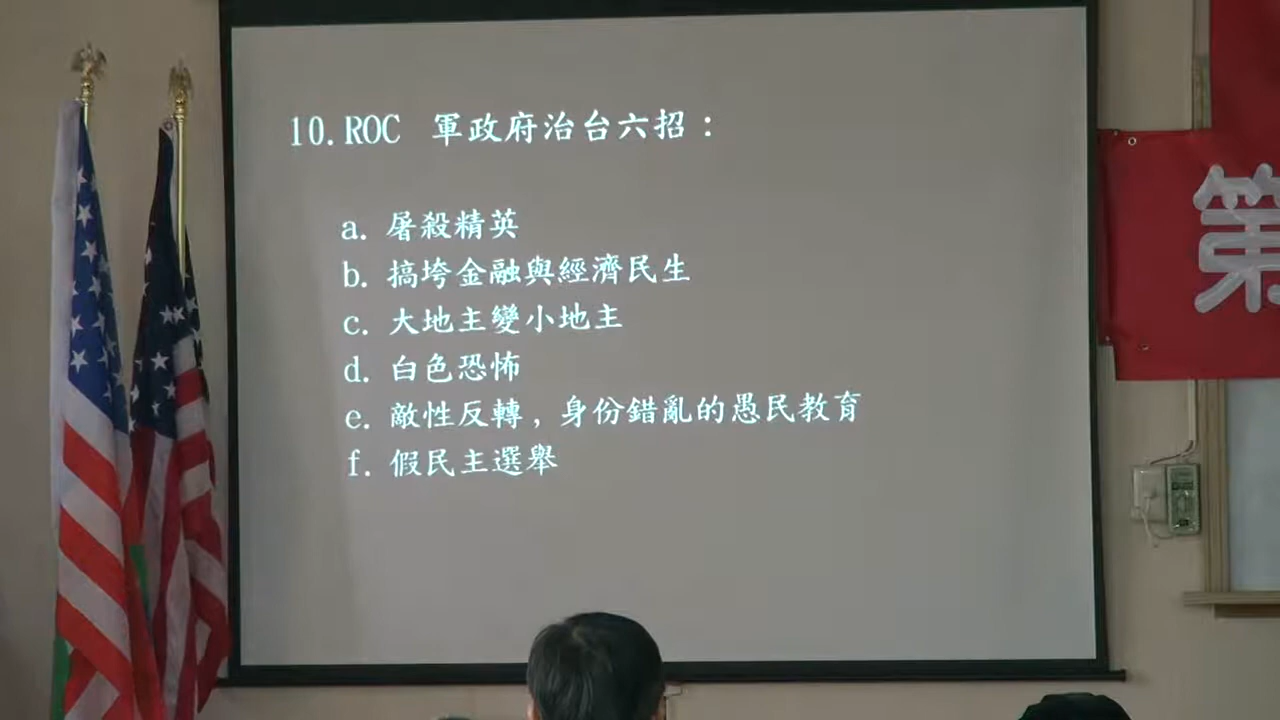 10.ROC 軍政府治台六招：
a. 屠殺精英
b. 搞垮金融與經濟民生
c. 大地主變小地主
d. 白色恐怖
e. 敵性反轉，身份錯亂的愚民教育
f. 假民主選舉
第